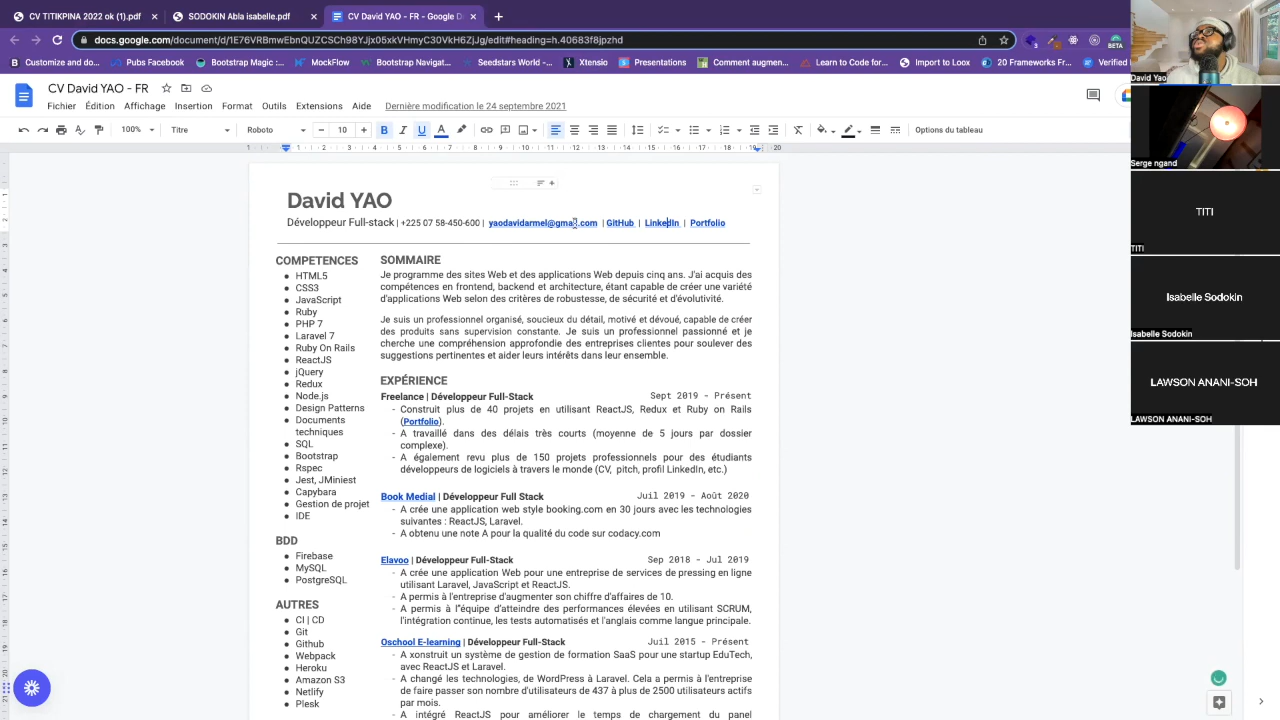 CV TITIKPINA 2022 ok (1).pdf
SODOKIN Abla isabelle.pdf
CV David YAO - FR - Google D
docs.google.com/document/d/1E76VRBmwEbnQUZCSCh98YJjx05xkVHmyC30VkH6ZjJg/edit#heading=h.40683f8jpzhd
BETA
Customize and do...
Pubs Facebook
Bootstrap Magic :...
MockFlow
Bootstrap Navigat...
Seedstars World -...
Xtensio
Presentations
Comment augmen...
Learn to Code for...
Import to Loox
20 Frameworks Fr...
Verified
CV David YAO - FR
Fichier Édition Affichage Insertion Format Outils Extensions Aide Dernière modification le 24 septembre 2021
100% Titre Roboto 10 B I U A Options du tableau
David YAO
Développeur Full-stack | +225 07 58-450-600 | yaodavidarmel@gmail.com | GitHub | LinkedIn | Portfolio
COMPETENCES
HTML5
CSS3
JavaScript
Ruby
PHP 7
Laravel 7
Ruby On Rails
ReactJS
jQuery
Redux
Node.js
Design Patterns
Documents
techniques
SQL
Bootstrap
Rspec
Jest, JMiniest
Capybara
Gestion de projet
IDE
BDD
Firebase
MySQL
PostgreSQL
AUTRES
CI | CD
Git
Github
Webpack
Heroku
Amazon S3
Netlify
Plesk
SOMMAIRE
Je programme des sites Web et des applications Web depuis cinq ans. J'ai acquis des
compétences en frontend, backend et architecture, étant capable de créer une variété
d'applications Web selon des critères de robustesse, de sécurité et d'évolutivité.
Je suis un professionnel organisé, soucieux du détail, motivé et dévoué, capable de créer
des produits sans supervision constante. Je suis un professionnel passionné et je
cherche une compréhension approfondie des entreprises clientes pour soulever des
suggestions pertinentes et aider leurs intérêts dans leur ensemble.
EXPÉRIENCE
Freelance | Développeur Full-Stack Sept 2019 - Présent
- Construit plus de 40 projets en utilisant ReactJS, Redux et Ruby on Rails
(Portfolio).
- A travaillé dans des délais très courts (moyenne de 5 jours par dossier
complexe).
- A également revu plus de 150 projets professionnels pour des étudiants
développeurs de logiciels à travers le monde (CV, pitch, profil LinkedIn, etc.)
Book Medial | Développeur Full Stack Juil 2019 - Août 2020
- A crée une application web style booking.com en 30 jours avec les technologies
suivantes : ReactJS, Laravel.
- A obtenu une note A pour la qualité du code sur codacy.com
Elavoo | Développeur Full-Stack Sep 2018 - Jul 2019
- A crée une application Web pour une entreprise de services de pressing en ligne
utilisant Laravel, JavaScript et ReactJS.
- A permis à l'entreprise d'augmenter son chiffre d'affaires de 10.
- A permis à l"équipe d'atteindre des performances élevées en utilisant SCRUM,
l'intégration continue, les tests automatisés et l'anglais comme langue principale.
Oschool E-learning | Développeur Full-Stack Juil 2015 - Présent
- A xonstruit un système de gestion de formation SaaS pour une startup EduTech,
avec ReactJS et Laravel.
- A changé les technologies, de WordPress à Laravel. Cela a permis à l'entreprise
de faire passer son nombre d'utilisateurs de 437 à plus de 2500 utilisateurs actifs
par mois.
- A intégré ReactJS pour améliorer le temps de chargement du panel
David Yao
Serge ngand
TITI
TITI
Isabelle Sodokin
Isabelle Sodokin
LAWSON ANANI-SOH
LAWSON ANANI-SOH